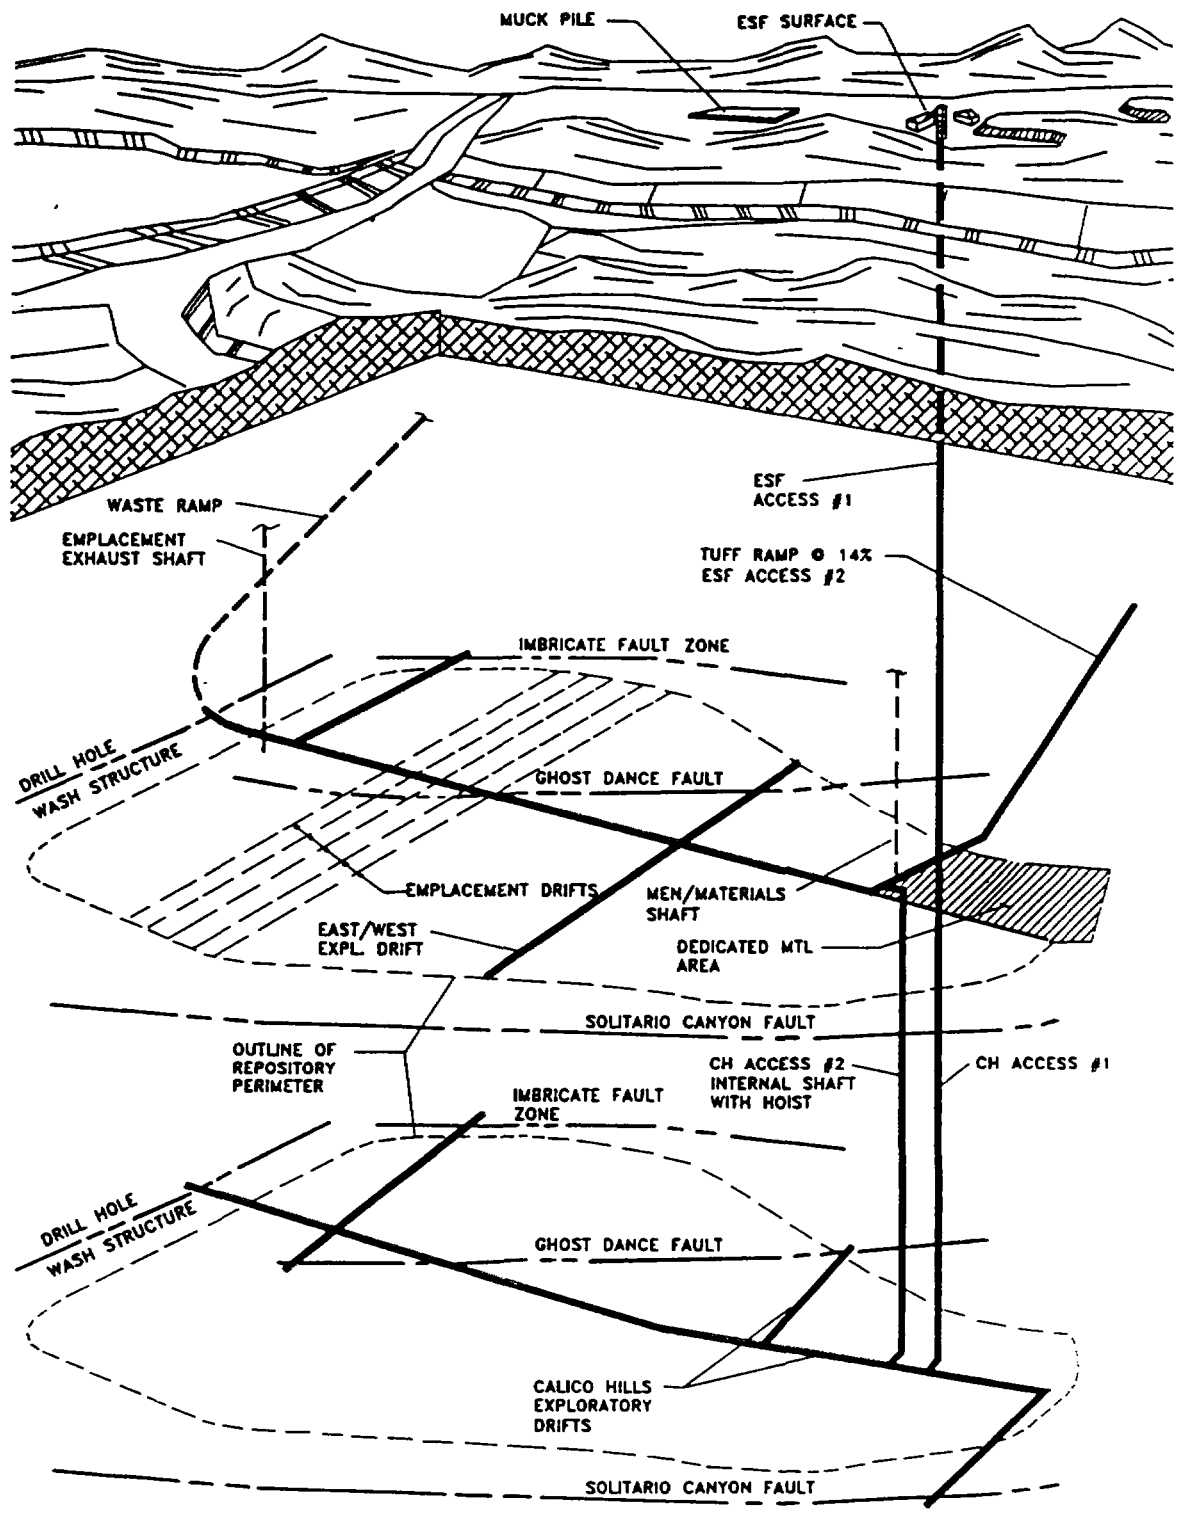 MUCK PILE
ESF SURFACE
ESF
ACCESS #1
WASTE RAMP
EMPLACEMENT
EXHAUST SHAFT
TUFF RAMP @ 14%
ESF ACCESS #2
IMBRICATE FAULT ZONE
DRILL HOLE
WASH STRUCTURE
GHOST DANCE FAULT
EMPLACEMENT DRIFTS
MEN/MATERIALS
SHAFT
EAST/WEST
EXPL. DRIFT
DEDICATED MTL
AREA
SOLITARIO CANYON FAULT
OUTLINE OF
REPOSITORY
PERIMETER
CH ACCESS #2
INTERNAL SHAFT
WITH HOIST
CH ACCESS #1
IMBRICATE FAULT
ZONE
DRILL HOLE
WASH STRUCTURE
GHOST DANCE FAULT
CALICO HILLS
EXPLORATORY
DRIFTS
SOLITARIO CANYON FAULT